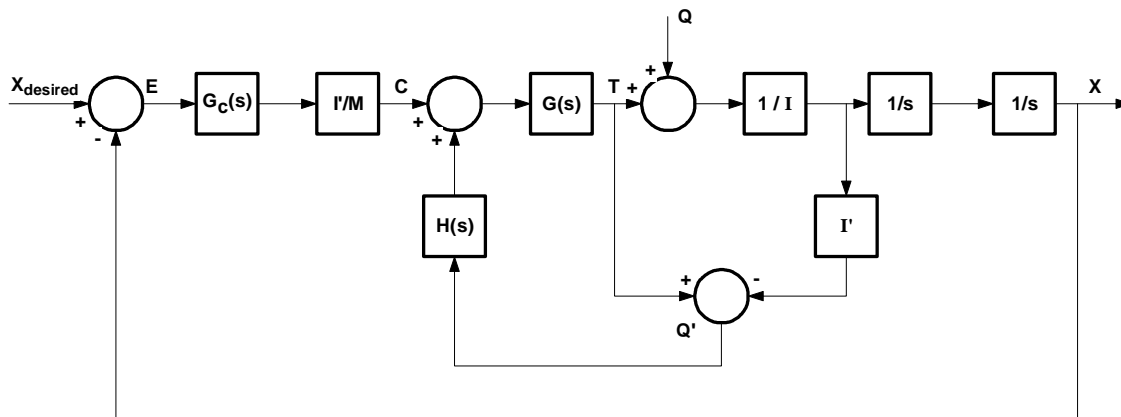 Q
X_desired
E
G_C(s)
I'/M
C
G(s)
T
1 / I
1/s
1/s
X
+
-
+
+
+
+
H(s)
I'
+
-
Q'